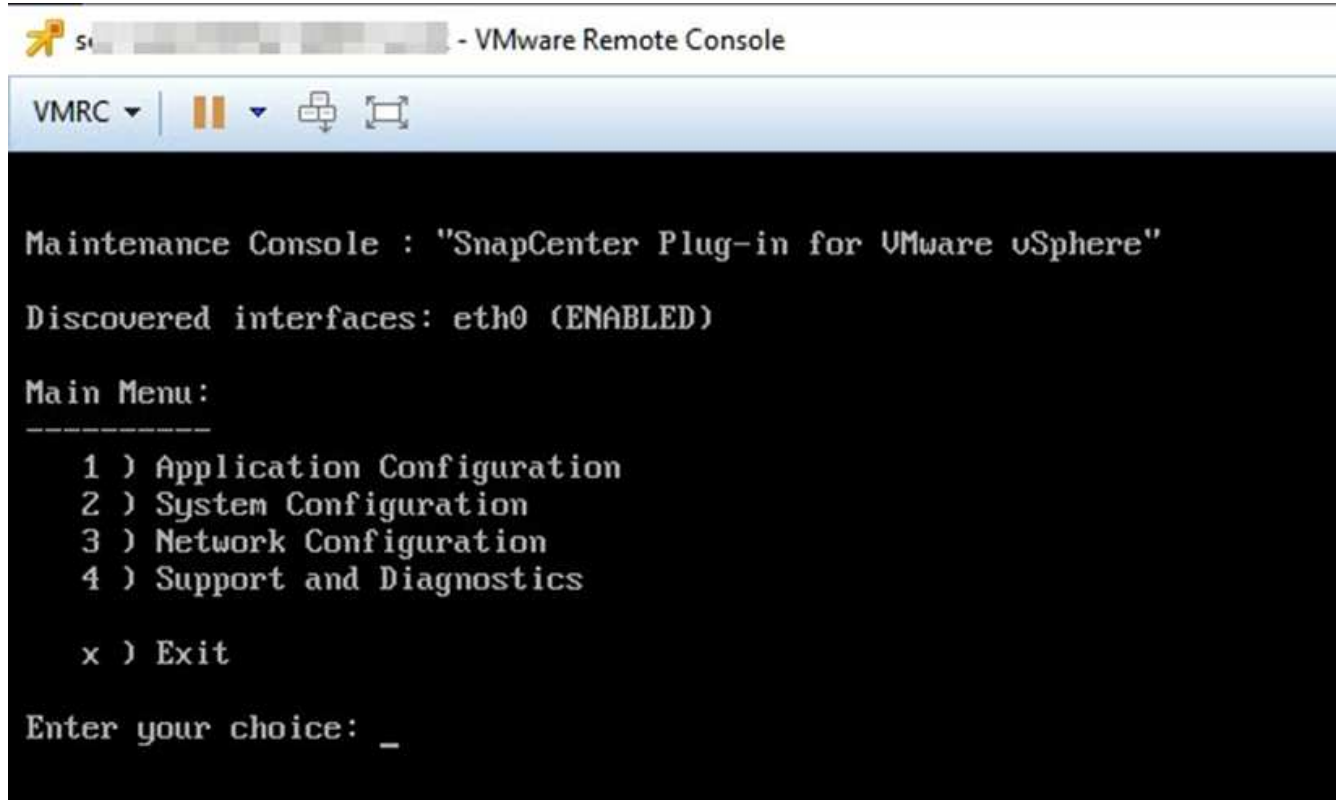 - VMware Remote Console
VMRC
Maintenance Console : "SnapCenter Plug-in for VMware vSphere"
Discovered interfaces: eth0 (ENABLED)
Main Menu:
----------
1 ) Application Configuration
2 ) System Configuration
3 ) Network Configuration
4 ) Support and Diagnostics
x ) Exit
Enter your choice: _